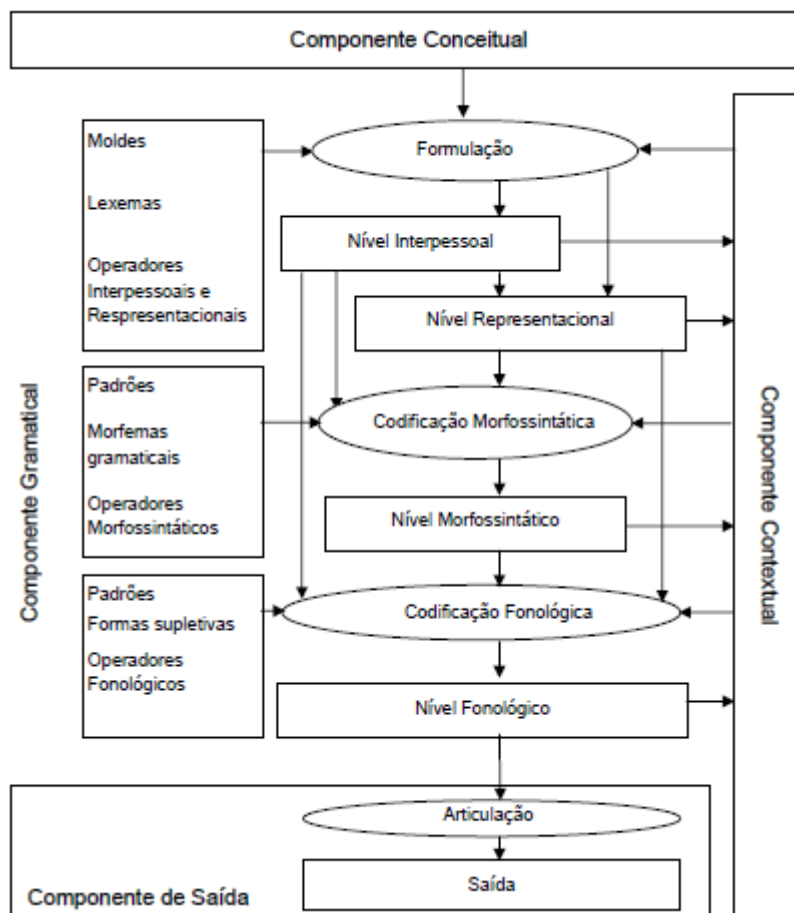 Componente Conceitual
Moldes
Lexemas
Operadores
Interpessoais e
Respresentacionais
Formulação
Nível Interpessoal
Nível Representacional
Componente Gramatical
Padrões
Morfemas
gramaticais
Operadores
Morfossintáticos
Codificação Morfossintática
Nível Morfossintático
Componente Contextual
Padrões
Formas supletivas
Operadores
Fonológicos
Codificação Fonológica
Nível Fonológico
Articulação
Saída
Componente de Saída